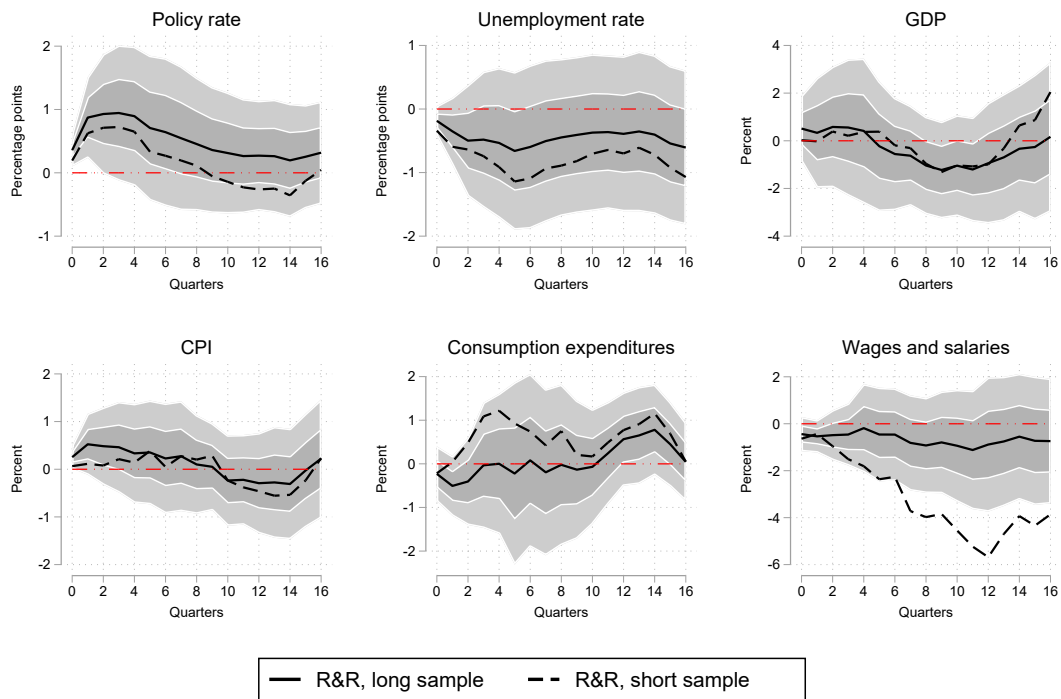 Policy rate
Percentage points
2
1
0
-1
0 2 4 6 8 10 12 14 16
Quarters
Unemployment rate
Percentage points
1
0
-1
-2
0 2 4 6 8 10 12 14 16
Quarters
GDP
Percent
4
2
0
-2
-4
0 2 4 6 8 10 12 14 16
Quarters
CPI
Percent
2
1
0
-1
-2
0 2 4 6 8 10 12 14 16
Quarters
Consumption expenditures
Percent
2
1
0
-1
-2
0 2 4 6 8 10 12 14 16
Quarters
Wages and salaries
Percent
2
0
-2
-4
-6
0 2 4 6 8 10 12 14 16
Quarters
R&R, long sample
R&R, short sample